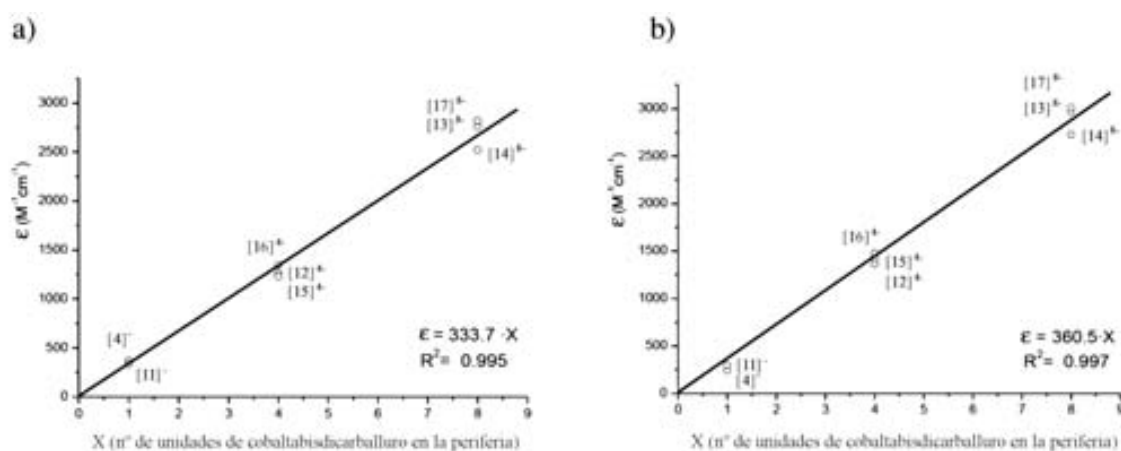 a)
3000
2500
2000
1500
1000
500
0
ε (M⁻¹cm⁻¹)
[17]⁸⁻
[13]⁸⁻
[14]⁸⁻
[16]⁴⁻
[12]⁴⁻
[15]⁴⁻
[4]⁻
[11]⁻
ε = 333.7 ·X
R²= 0.995
0 1 2 3 4 5 6 7 8 9
X (nº de unidades de cobaltabisdicarballuro en la periferia)
b)
3000
2500
2000
1500
1000
500
0
ε (M⁻¹cm⁻¹)
[17]⁸⁻
[13]⁸⁻
[14]⁸⁻
[16]⁴⁻
[15]⁴⁻
[12]⁴⁻
[11]⁻
[4]⁻
ε = 360.5·X
R²= 0.997
0 1 2 3 4 5 6 7 8 9
X (nº de unidades de cobaltabisdicarballuro en la periferia)